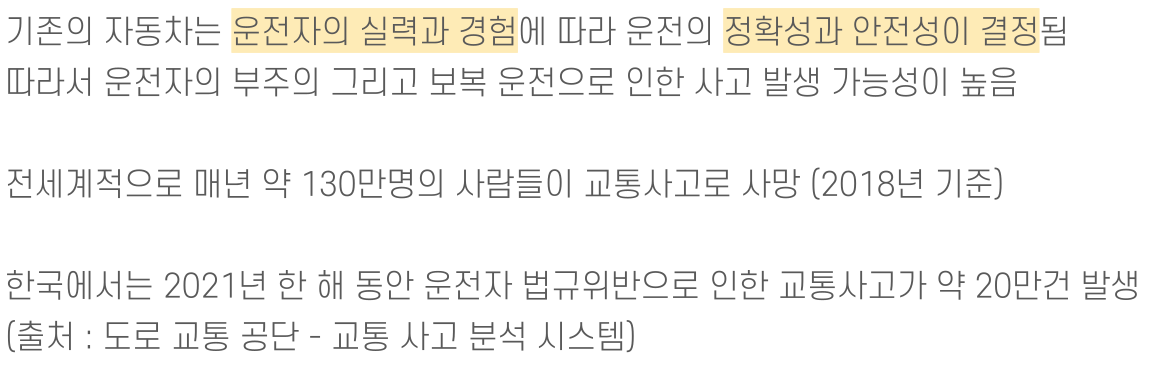 기존의 자동차는 운전자의 실력과 경험에 따라 운전의 정확성과 안전성이 결정됨
따라서 운전자의 부주의 그리고 보복 운전으로 인한 사고 발생 가능성이 높음
전세계적으로 매년 약 130만명의 사람들이 교통사고로 사망 (2018년 기준)
한국에서는 2021년 한 해 동안 운전자 법규위반으로 인한 교통사고가 약 20만건 발생
(출처 : 도로 교통 공단 - 교통 사고 분석 시스템)